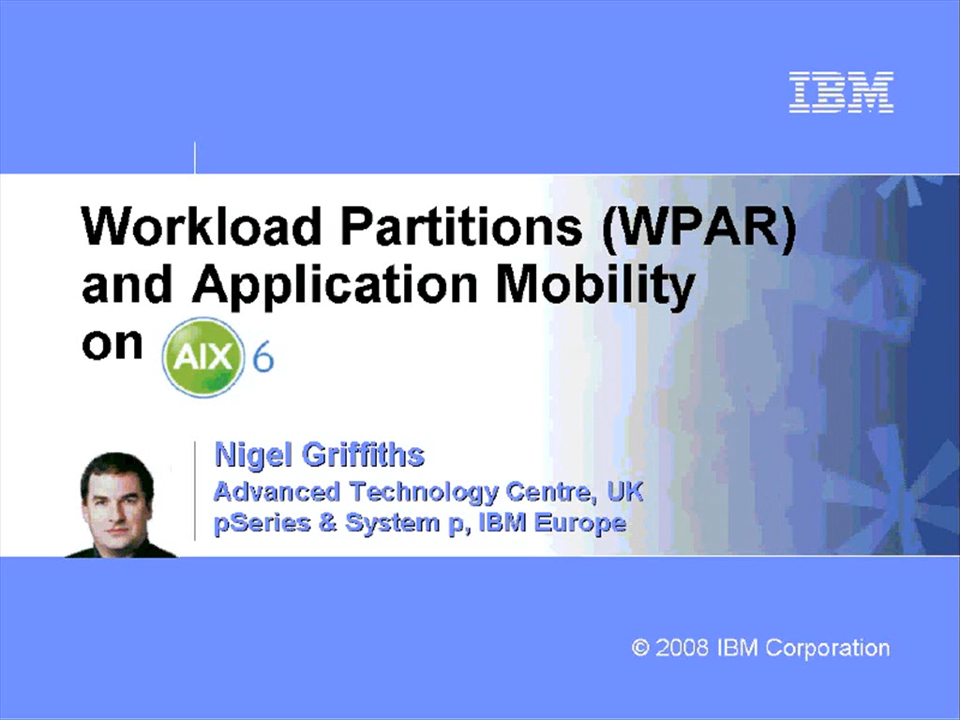 IBM
Workload Partitions (WPAR)
and Application Mobility
on AIX 6
Nigel Griffiths
Advanced Technology Centre, UK
pSeries & System p, IBM Europe
© 2008 IBM Corporation